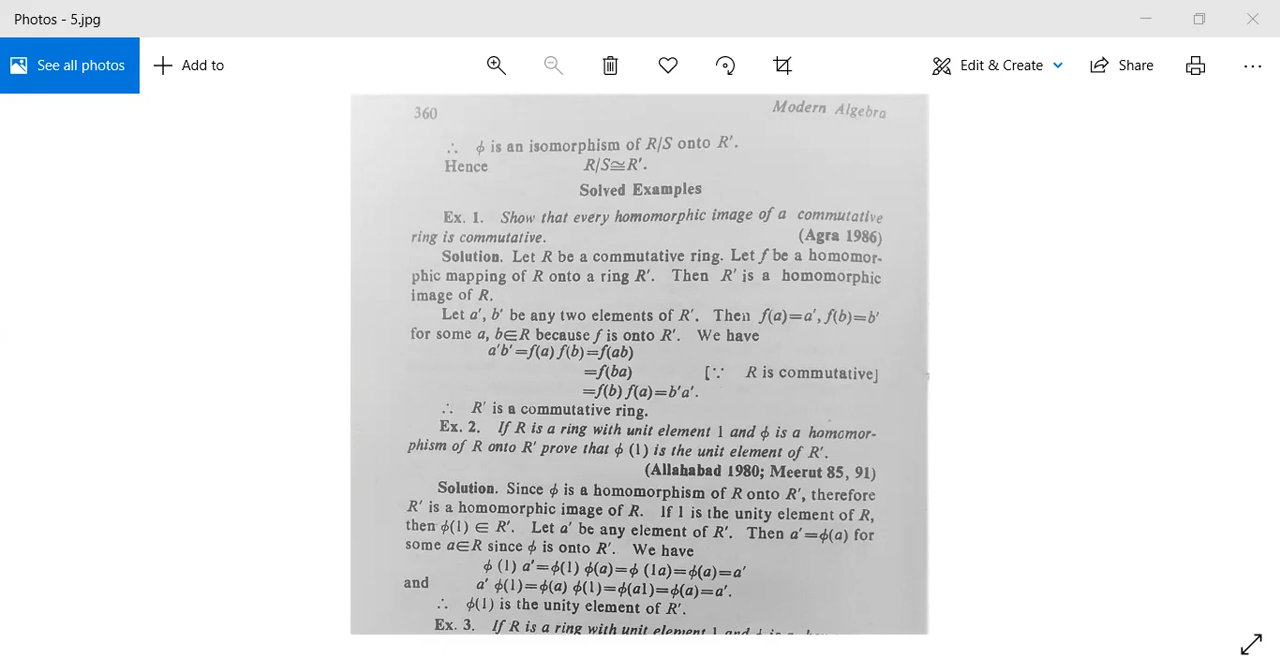 Photos - 5.jpg
See all photos
Add to
Edit & Create
Share
360
Modern Algebra
∴ ϕ is an isomorphism of R/S onto R′.
Hence R/S≅R′.
Solved Examples
Ex. 1. Show that every homomorphic image of a commutative
ring is commutative. (Agra 1986)
Solution. Let R be a commutative ring. Let f be a homomor-
phic mapping of R onto a ring R′. Then R′ is a homomorphic
image of R.
Let a′, b′ be any two elements of R′. Then f(a)=a′, f(b)=b′
for some a, b∈R because f is onto R′. We have
a′b′=f(a) f(b)=f(ab)
=f(ba) [∵ R is commutative]
=f(b) f(a)=b′a′.
∴ R′ is a commutative ring.
Ex. 2. If R is a ring with unit element 1 and ϕ is a homomor-
phism of R onto R′ prove that ϕ (1) is the unit element of R′.
(Allahabad 1980; Meerut 85, 91)
Solution. Since ϕ is a homomorphism of R onto R′, therefore
R′ is a homomorphic image of R. If 1 is the unity element of R,
then ϕ(1) ∈ R′. Let a′ be any element of R′. Then a′=ϕ(a) for
some a∈R since ϕ is onto R′. We have
ϕ (1) a′=ϕ(1) ϕ(a)=ϕ (1a)=ϕ(a)=a′
and a′ ϕ(1)=ϕ(a) ϕ(1)=ϕ(a1)=ϕ(a)=a′.
∴ ϕ(1) is the unity element of R′.
Ex. 3. If R is a ring with unit element 1 and ϕ is a